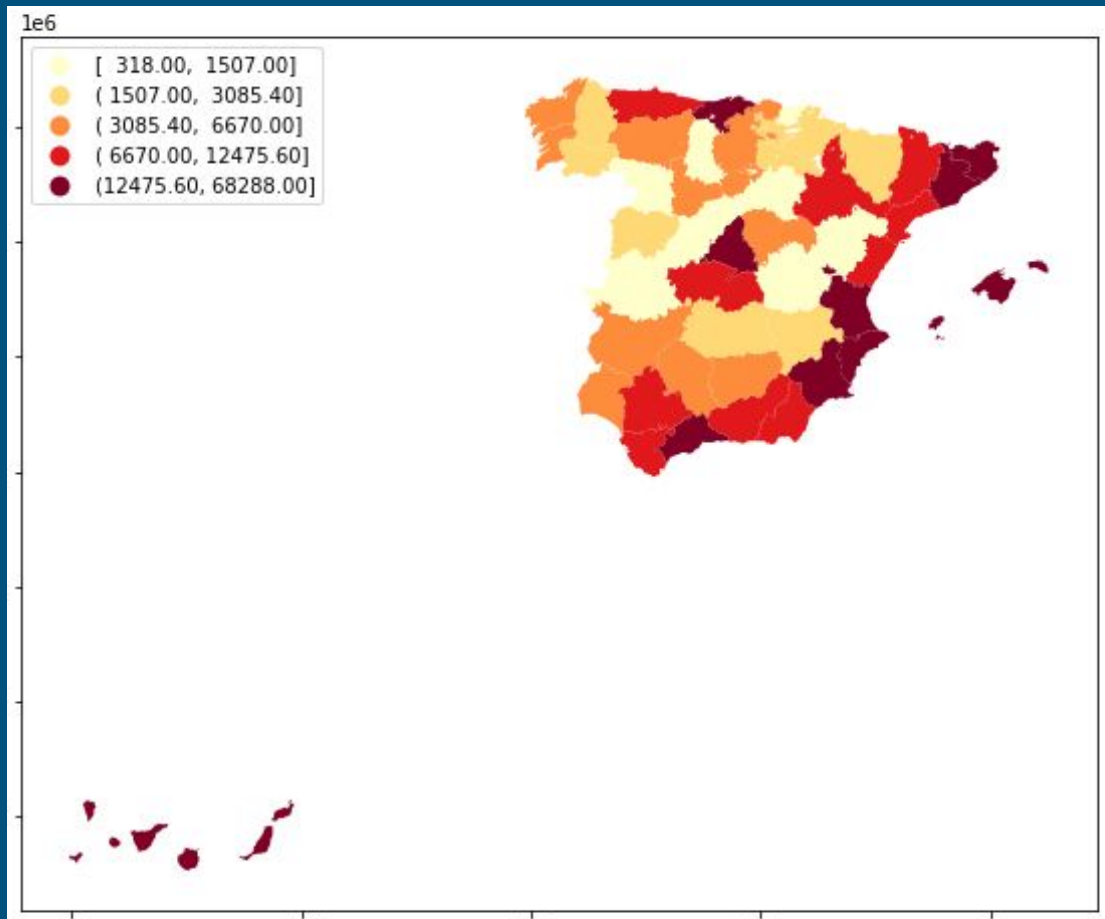 1e6
[  318.00,  1507.00]
( 1507.00,  3085.40]
( 3085.40,  6670.00]
( 6670.00, 12475.60]
(12475.60, 68288.00]